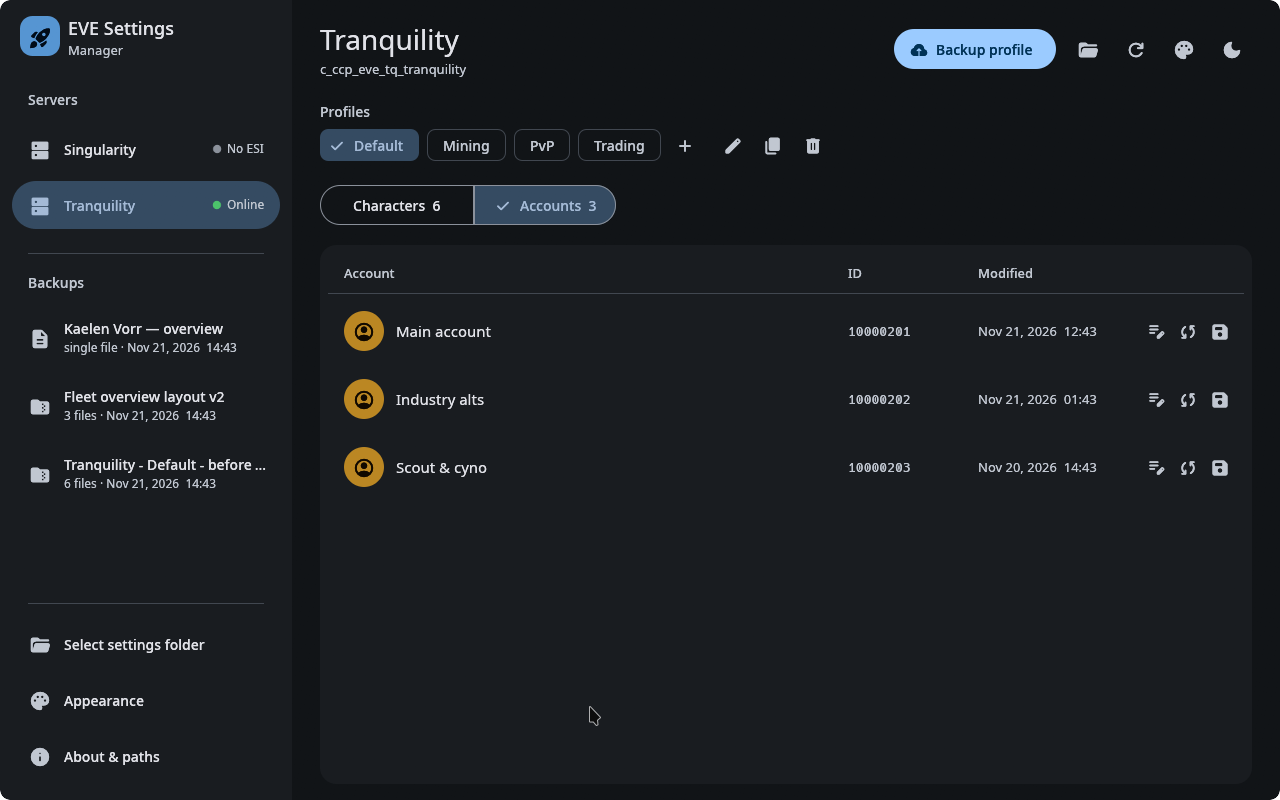 EVE Settings
Manager
Servers
Singularity No ESI
Tranquility Online
Backups
Kaelen Vorr — overview
single file · Nov 21, 2026 14:43
Fleet overview layout v2
3 files · Nov 21, 2026 14:43
Tranquility - Default - before ...
6 files · Nov 21, 2026 14:43
Select settings folder
Appearance
About & paths
Tranquility
c_ccp_eve_tq_tranquility
Backup profile
Profiles
Default Mining PvP Trading
Characters 6 Accounts 3
Account ID Modified
Main account 10000201 Nov 21, 2026 12:43
Industry alts 10000202 Nov 21, 2026 01:43
Scout & cyno 10000203 Nov 20, 2026 14:43